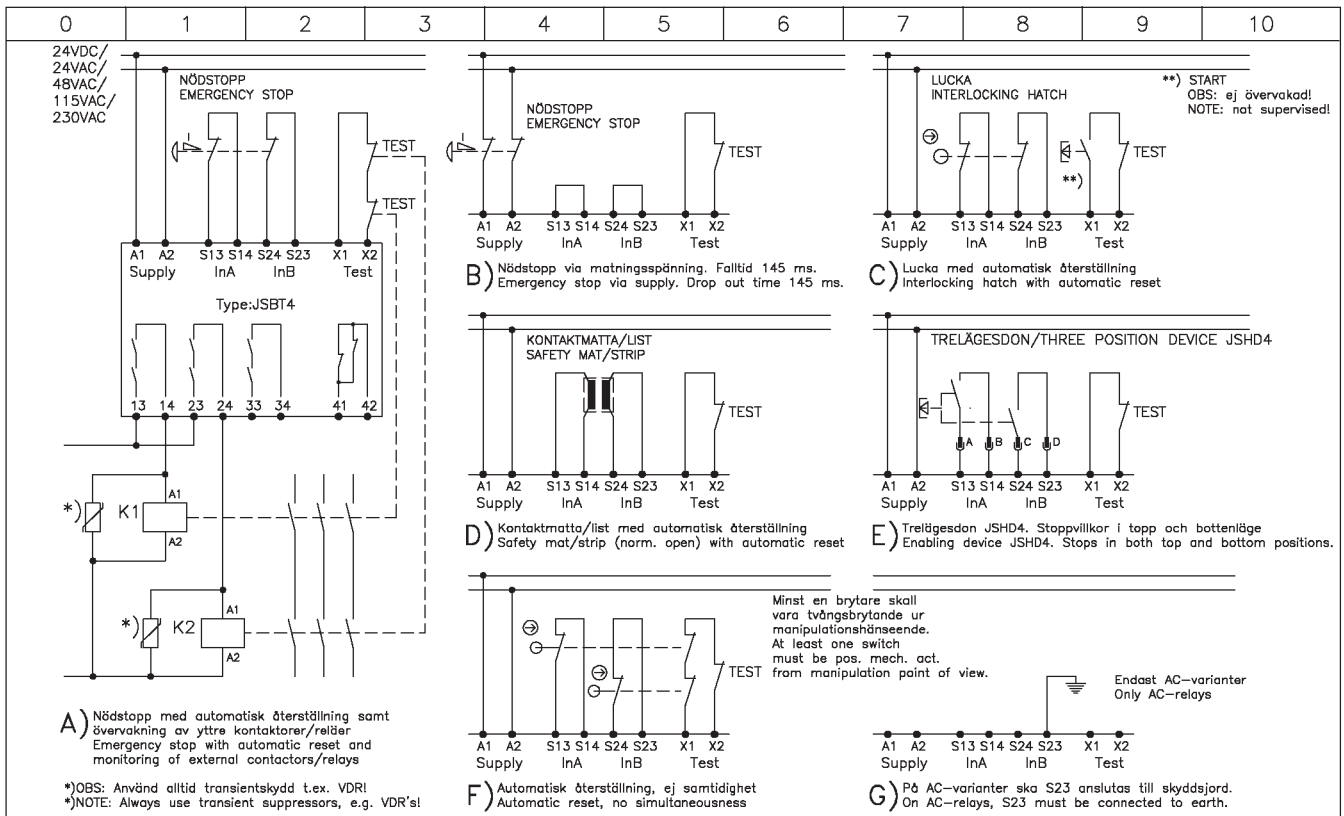 0 1 2 3 4 5 6 7 8 9 10
24VDC/
24VAC/
48VAC/
115VAC/
230VAC
NÖDSTOPP
EMERGENCY STOP
TEST
TEST
A1 A2 S13 S14 S24 S23 X1 X2
Supply InA InB Test
Type:JSBT4
13 14 23 24 33 34 41 42
*) K1 A1
A2
*) K2 A1
A2
A) Nödstopp med automatisk återställning samt
övervakning av yttre kontaktorer/reläer
Emergency stop with automatic reset and
monitoring of external contactors/relays
*)OBS: Använd alltid transientskydd t.ex. VDR!
*)NOTE: Always use transient suppressors, e.g. VDR's!
NÖDSTOPP
EMERGENCY STOP
TEST
A1 A2 S13 S14 S24 S23 X1 X2
Supply InA InB Test
B) Nödstopp via matningsspänning. Falltid 145 ms.
Emergency stop via supply. Drop out time 145 ms.
LUCKA
INTERLOCKING HATCH
**) START
OBS: ej övervakad!
NOTE: not supervised!
TEST
**)
A1 A2 S13 S14 S24 S23 X1 X2
Supply InA InB Test
C) Lucka med automatisk återställning
Interlocking hatch with automatic reset
KONTAKTMATTA/LIST
SAFETY MAT/STRIP
TEST
A1 A2 S13 S14 S24 S23 X1 X2
Supply InA InB Test
D) Kontaktmatta/list med automatisk återställning
Safety mat/strip (norm. open) with automatic reset
TRELÄGESDON/THREE POSITION DEVICE JSHD4
TEST
A B C D
A1 A2 S13 S14 S24 S23 X1 X2
Supply InA InB Test
E) Trelägesdon JSHD4. Stoppvillkor i topp och bottenläge
Enabling device JSHD4. Stops in both top and bottom positions.
Minst en brytare skall
vara tvångsbrytande ur
manipulationshänseende.
At least one switch
must be pos. mech. act.
from manipulation point of view.
TEST
A1 A2 S13 S14 S24 S23 X1 X2
Supply InA InB Test
F) Automatisk återställning, ej samtidighet
Automatic reset, no simultaneousness
Endast AC-varianter
Only AC-relays
A1 A2 S13 S14 S24 S23 X1 X2
Supply InA InB Test
G) På AC-varianter ska S23 anslutas till skyddsjord.
On AC-relays, S23 must be connected to earth.